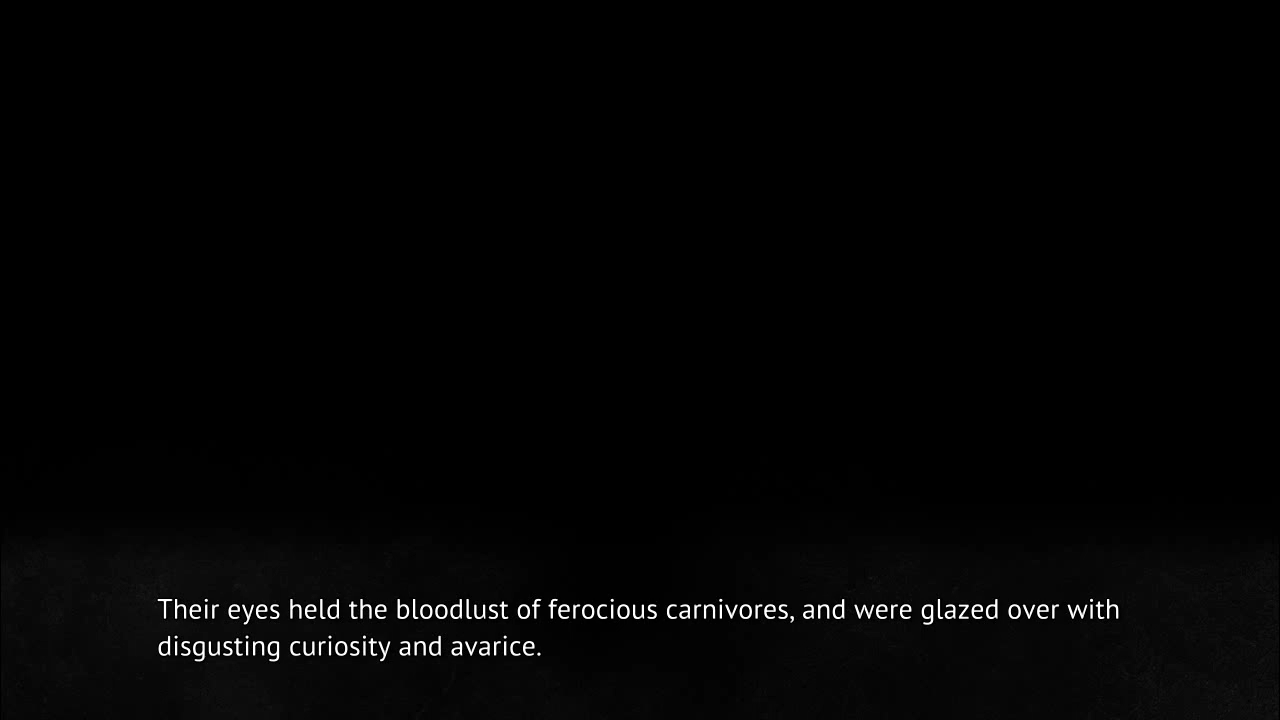 Their eyes held the bloodlust of ferocious carnivores, and were glazed over with
disgusting curiosity and avarice.